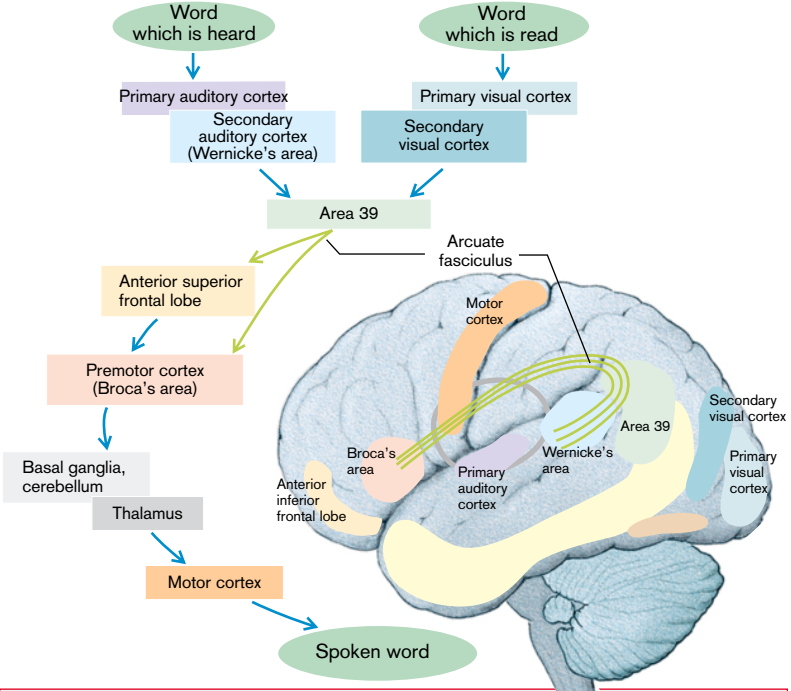 Word
which is heard
Word
which is read
Primary auditory cortex
Primary visual cortex
Secondary
auditory cortex
(Wernicke's area)
Secondary
visual cortex
Area 39
Arcuate
fasciculus
Anterior superior
frontal lobe
Premotor cortex
(Broca's area)
Basal ganglia,
cerebellum
Thalamus
Motor cortex
Spoken word
Motor
cortex
Broca's
area
Anterior
inferior
frontal lobe
Primary
auditory
cortex
Wernicke's
area
Area 39
Secondary
visual cortex
Primary
visual
cortex